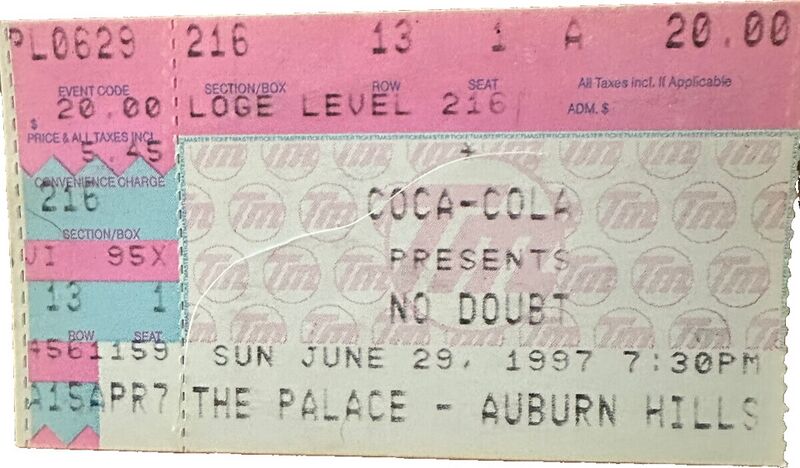 PL0629 216 13 1 A 20.00
EVENT CODE SECTION/BOX ROW SEAT All Taxes Incl. If Applicable
$ 20.00 LOGE LEVEL 216 ADM. $
PRICE & ALL TAXES INCL.
5.45
CONVENIENCE CHARGE
216 COCA-COLA
SECTION/BOX
95X PRESENTS
13 1 NO DOUBT
ROW SEAT
4561159 SUN JUNE 29, 1997 7:30PM
A15APR7 THE PALACE - AUBURN HILLS
Tm